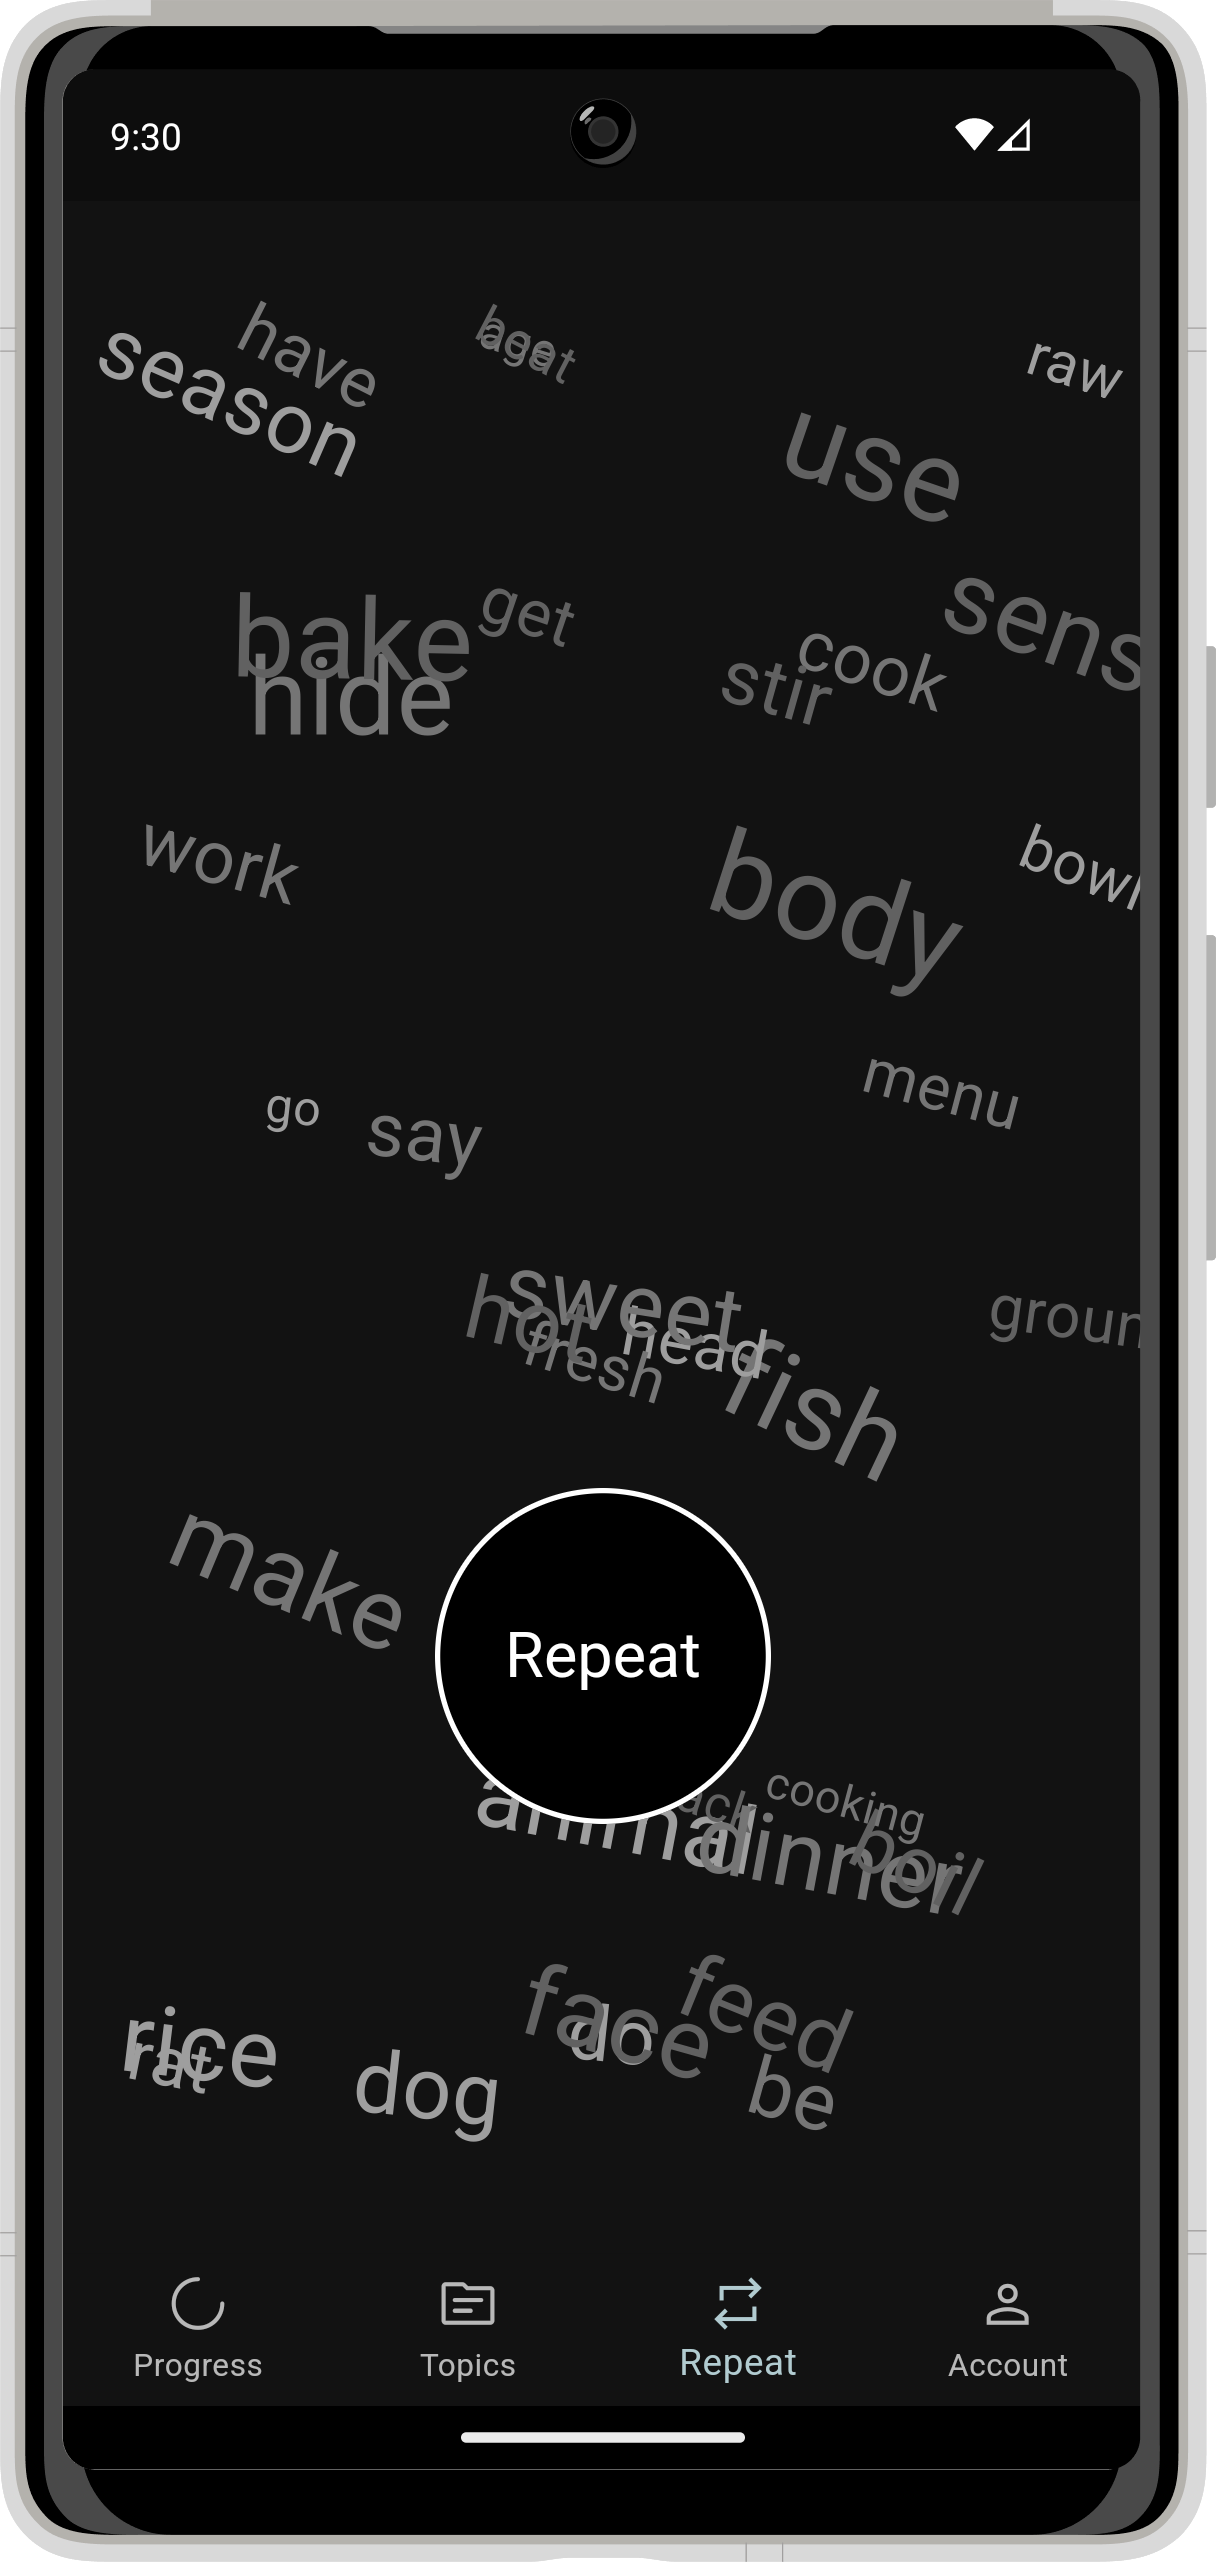 9:30
have
season
beat
age
raw
use
bake
get
sens
cook
stir
hide
work
body
bowl
menu
go
say
sweet
hot
head
fresh
fish
groun
make
Repeat
animal
cooking
dinner
boil
feed
face
do
rice
rat
dog
be
Progress
Topics
Repeat
Account